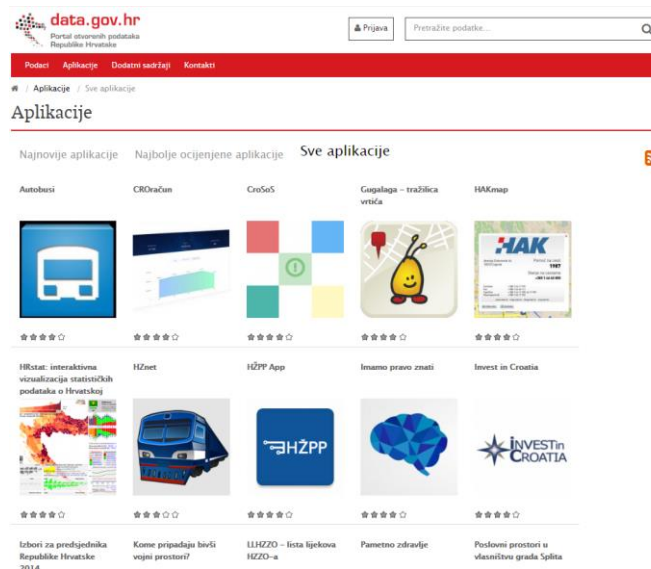 data.gov.hr
Portal otvorenih podataka
Republike Hrvatske
Prijava
Pretražite podatke...
Podaci Aplikacije Dodatni sadržaji Kontakti
/ Aplikacije / Sve aplikacije
Aplikacije
Najnovije aplikacije Najbolje ocijenjene aplikacije Sve aplikacije
Autobusi CROračun CroSoS Gugalaga – tražilica HAKmap
vrtića
HAK
HRstat: interaktivna HZnet HŽPP App Imamo pravo znati Invest in Croatia
vizualizacija statističkih
podataka o Hrvatskoj
HŽPP
INVESTin
CROATIA
Izbori za predsjednika Kome pripadaju bivši LLHZZO – lista lijekova Pametno zdravlje Poslovni prostori u
Republike Hrvatske vojni prostori? HZZO-a vlasništvu grada Splita
2014